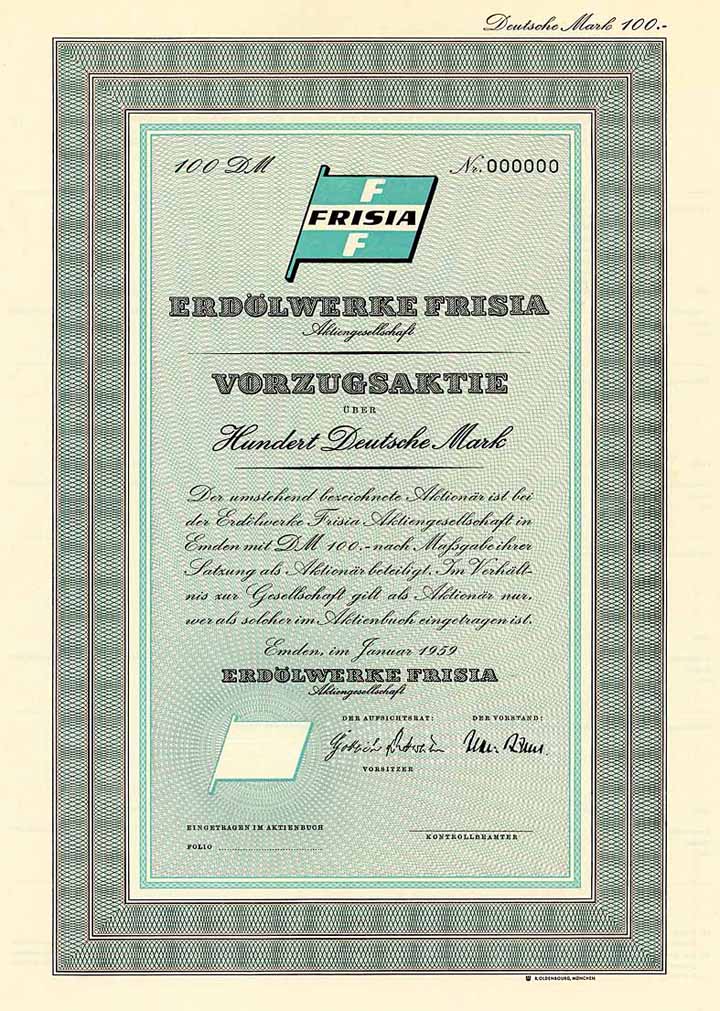 Deutsche Mark 100.-
100 DM
Nr. 000000
F
FRISIA
F
ERDÖLWERKE FRISIA
Aktiengesellschaft
VORZUGSAKTIE
ÜBER
Hundert Deutsche Mark
Der umstehend bezeichnete Aktionär ist bei
der Erdölwerke Frisia Aktiengesellschaft in
Emden mit DM 100.- nach Maßgabe ihrer
Satzung als Aktionär beteiligt. Im Verhält-
nis zur Gesellschaft gilt als Aktionär nur,
wer als solcher im Aktienbuch eingetragen ist.
Emden, im Januar 1959
ERDÖLWERKE FRISIA
Aktiengesellschaft
DER AUFSICHTSRAT: DER VORSTAND:
VORSITZER
EINGETRAGEN IM AKTIENBUCH
KONTROLLBEAMTER
FOLIO
R. OLDENBOURG, MÜNCHEN